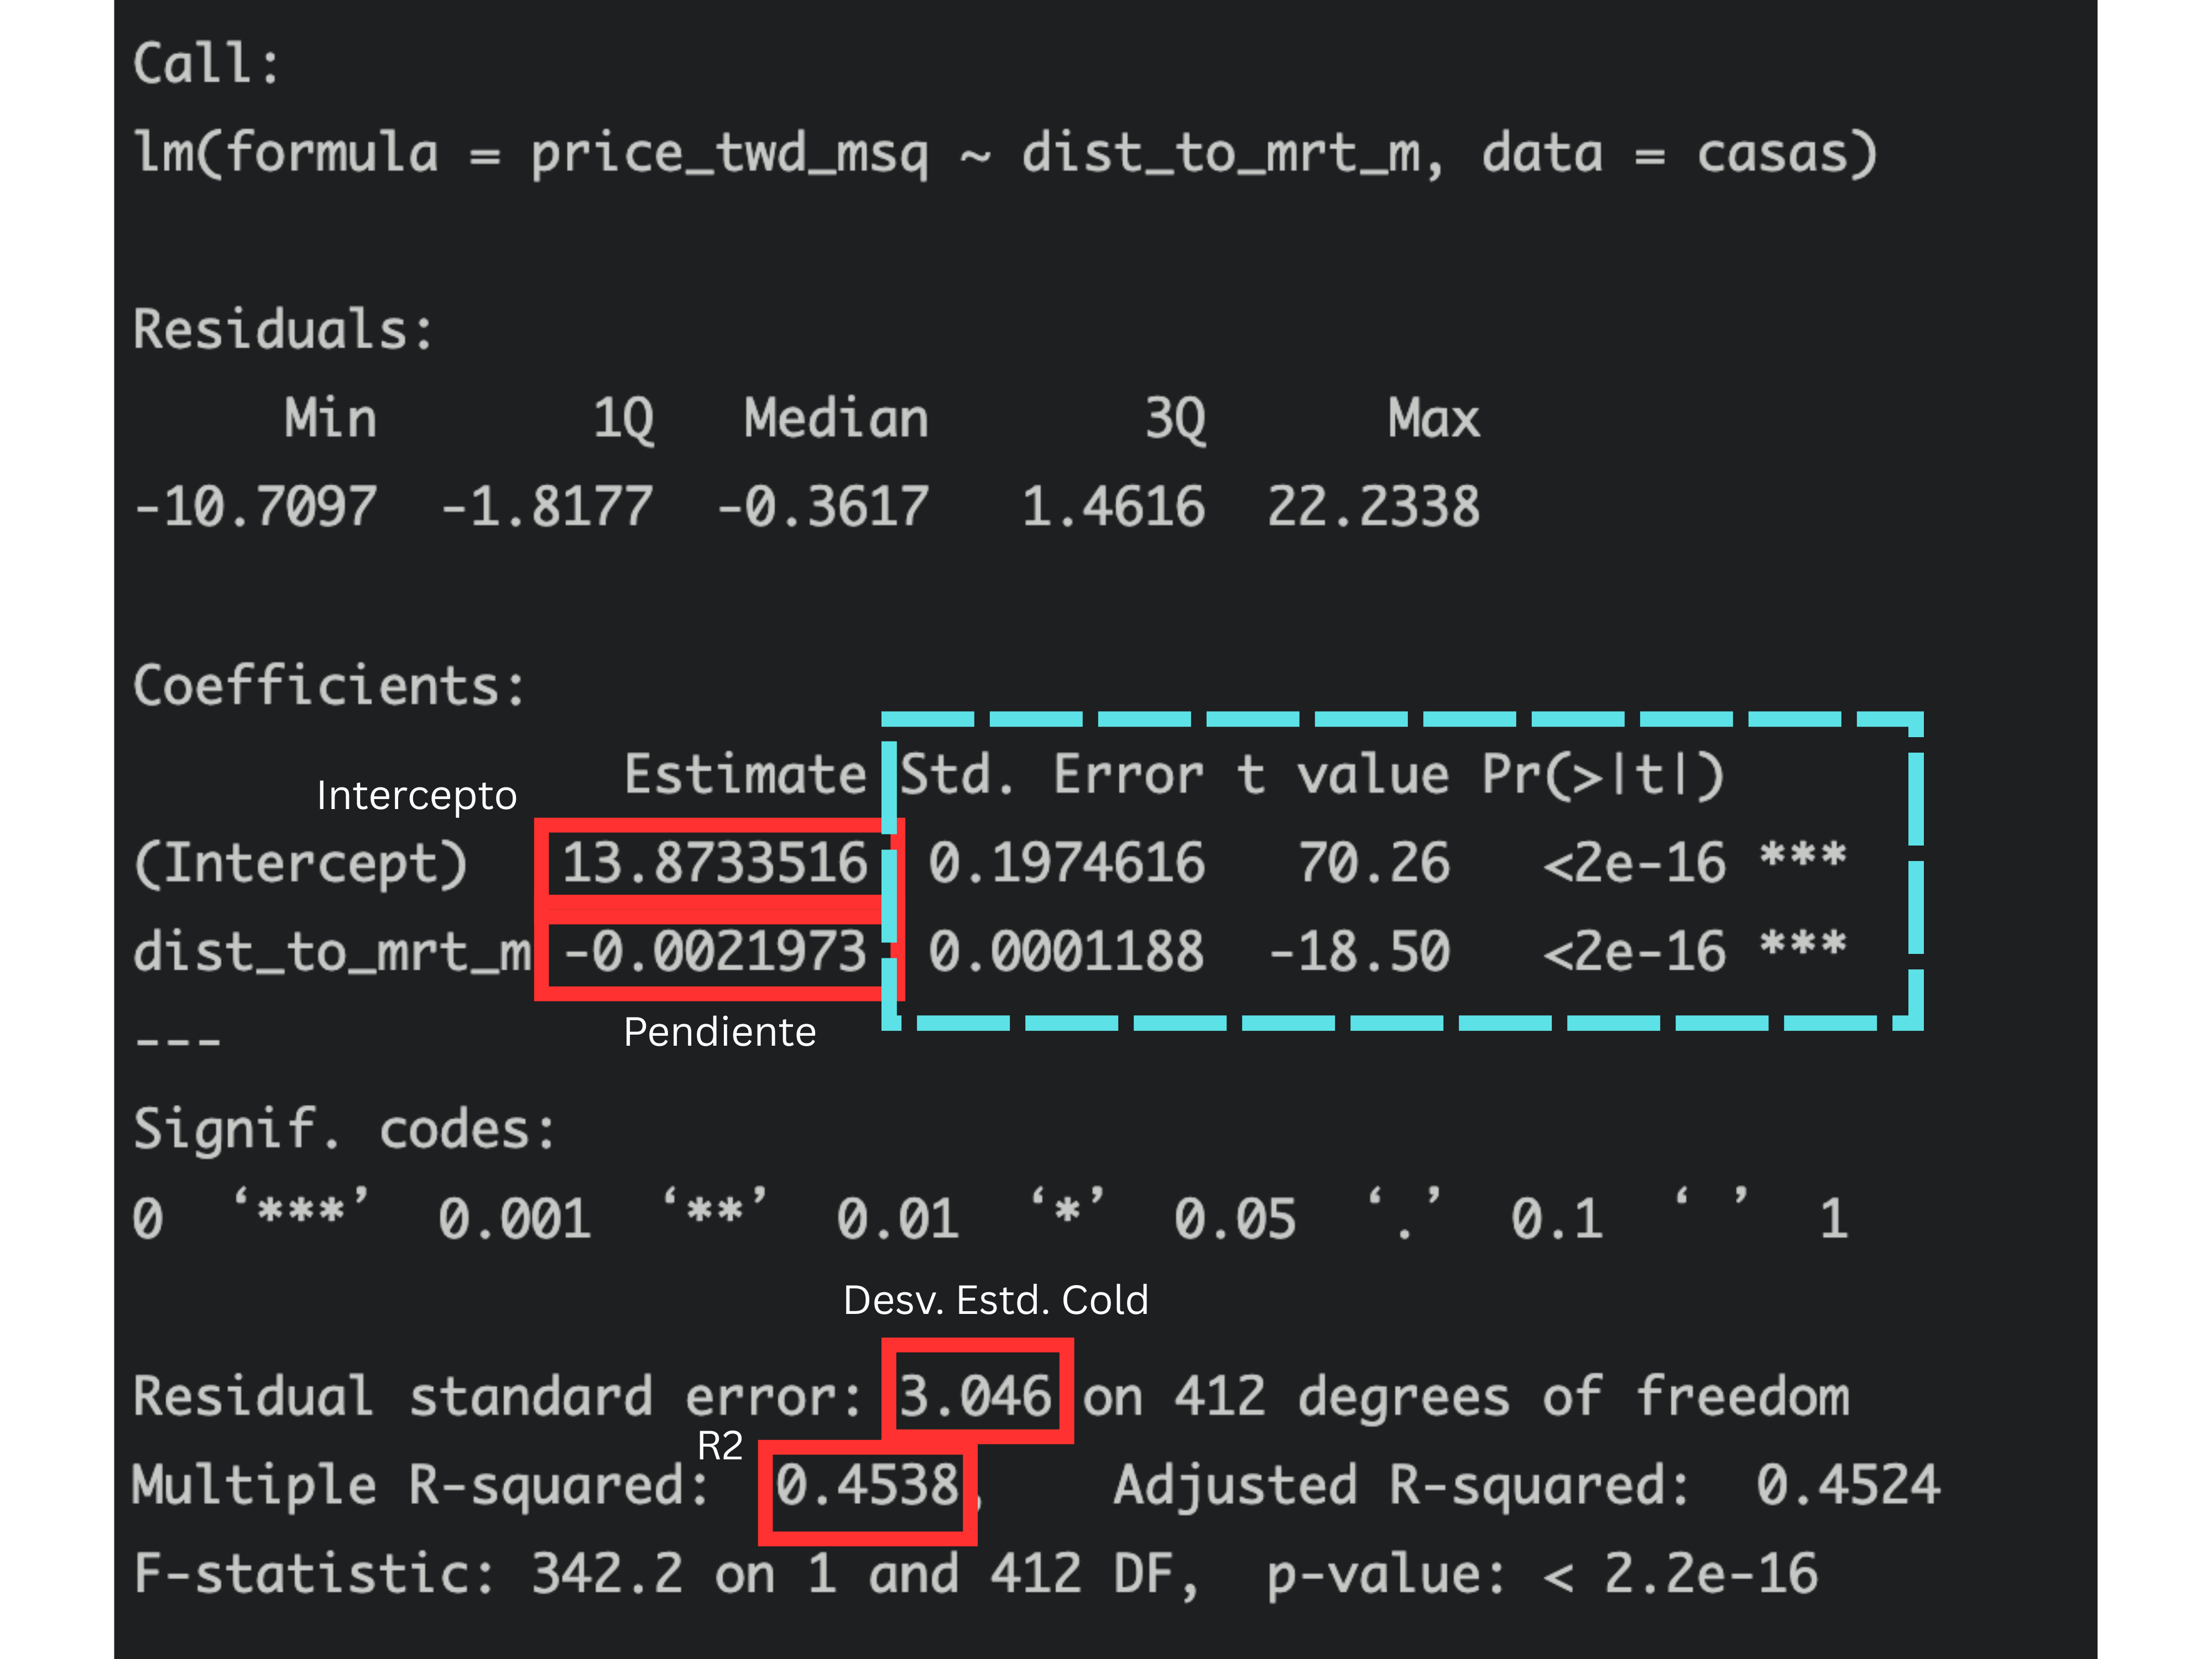 Call:
lm(formula = price_twd_msq ~ dist_to_mrt_m, data = casas)
Residuals:
Min 1Q Median 3Q Max
-10.7097 -1.8177 -0.3617 1.4616 22.2338
Coefficients:
Estimate Std. Error t value Pr(>|t|)
Intercepto
(Intercept) 13.8733516 0.1974616 70.26 <2e-16 ***
dist_to_mrt_m -0.0021973 0.0001188 -18.50 <2e-16 ***
Pendiente
---
Signif. codes:
0 ‘***’ 0.001 ‘**’ 0.01 ‘*’ 0.05 ‘.’ 0.1 ‘ ’ 1
Desv. Estd. Cold
Residual standard error: 3.046 on 412 degrees of freedom
R2
Multiple R-squared: 0.4538, Adjusted R-squared: 0.4524
F-statistic: 342.2 on 1 and 412 DF, p-value: < 2.2e-16